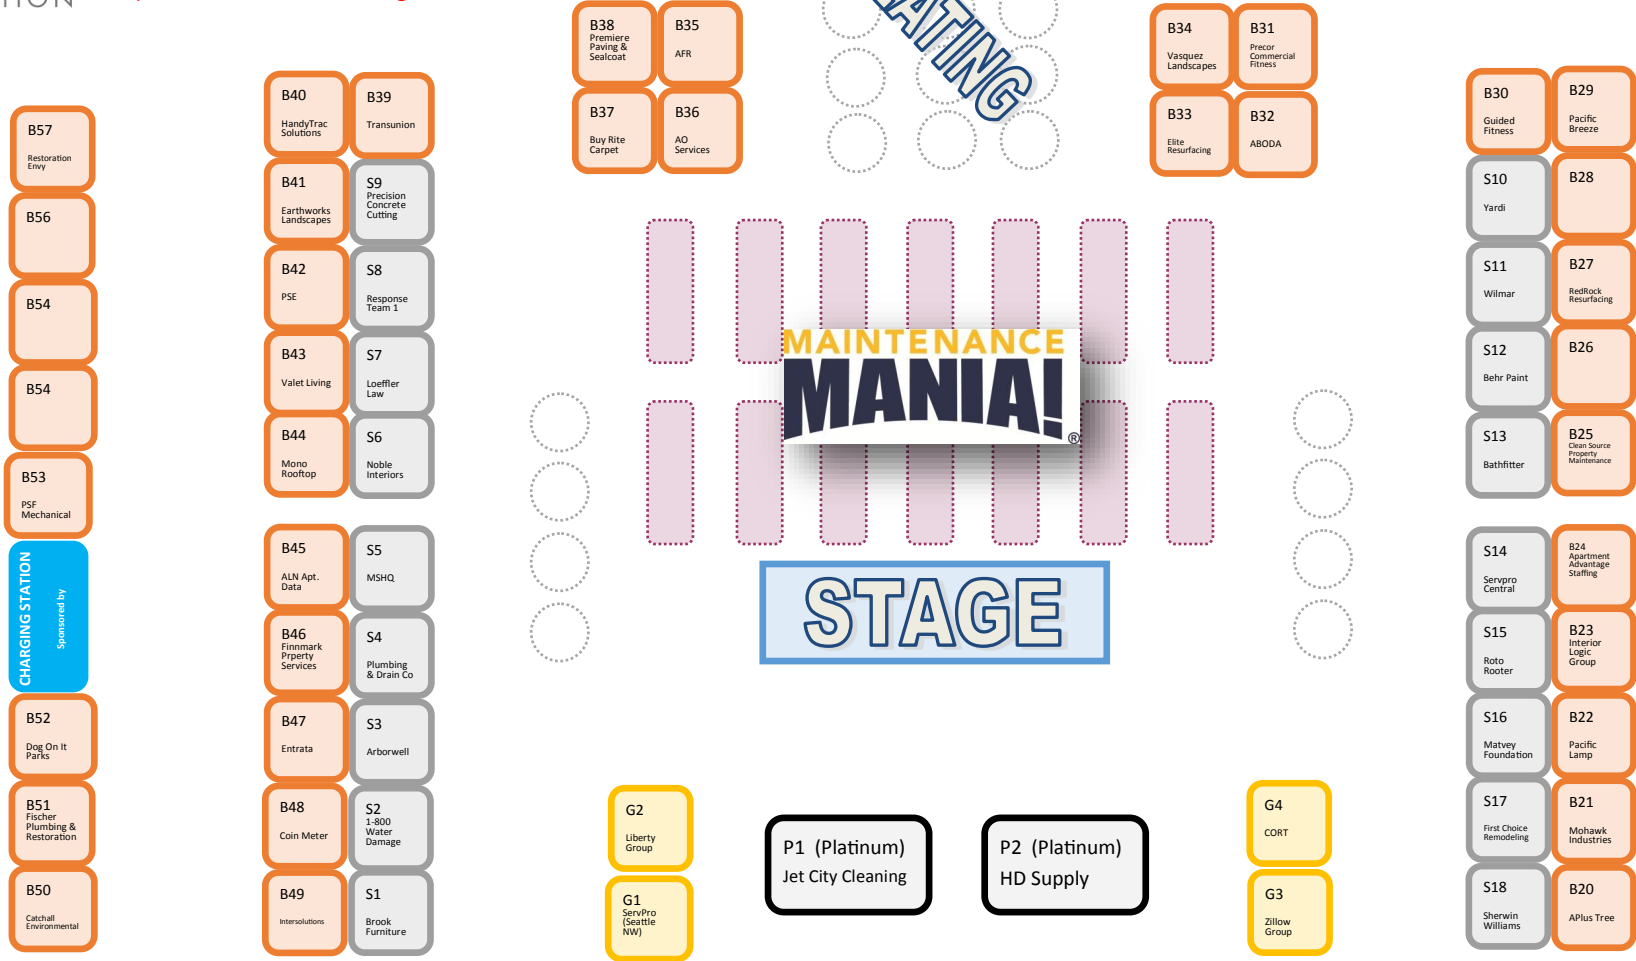 B38
Premiere
Paving &
Sealcoat
B35
AFR
B37
Buy Rite
Carpet
B36
AO
Services
B34
Vasquez
Landscapes
B31
Precor
Commercial
Fitness
B33
Elite
Resurfacing
B32
ABODA
B57
Restoration
Envy
B56
B54
B54
B53
PSF
Mechanical
CHARGING STATION
Sponsored by
B52
Dog On It
Parks
B51
Fischer
Plumbing &
Restoration
B50
Catchall
Environmental
B40
HandyTrac
Solutions
B39
Transunion
B41
Earthworks
Landscapes
S9
Precision
Concrete
Cutting
B42
PSE
S8
Response
Team 1
B43
Valet Living
S7
Loeffler
Law
B44
Mono
Rooftop
S6
Noble
Interiors
B45
ALN Apt.
Data
S5
MSHQ
B46
Finnmark
Prperty
Services
S4
Plumbing
& Drain Co
B47
Entrata
S3
Arborwell
B48
Coin Meter
S2
1-800
Water
Damage
B49
Intersolutions
S1
Brook
Furniture
MAINTENANCE
MANIA!
®
STAGE
G2
Liberty
Group
G1
ServPro
(Seattle
NW)
P1 (Platinum)
Jet City Cleaning
P2 (Platinum)
HD Supply
G4
CORT
G3
Zillow
Group
B30
Guided
Fitness
B29
Pacific
Breeze
S10
Yardi
B28
S11
Wilmar
B27
RedRock
Resurfacing
S12
Behr Paint
B26
S13
Bathfitter
B25
Clean Source
Property
Maintenance
S14
Servpro
Central
B24
Apartment
Advantage
Staffing
S15
Roto
Rooter
B23
Interior
Logic
Group
S16
Matvey
Foundation
B22
Pacific
Lamp
S17
First Choice
Remodeling
B21
Mohawk
Industries
S18
Sherwin
Williams
B20
APlus Tree